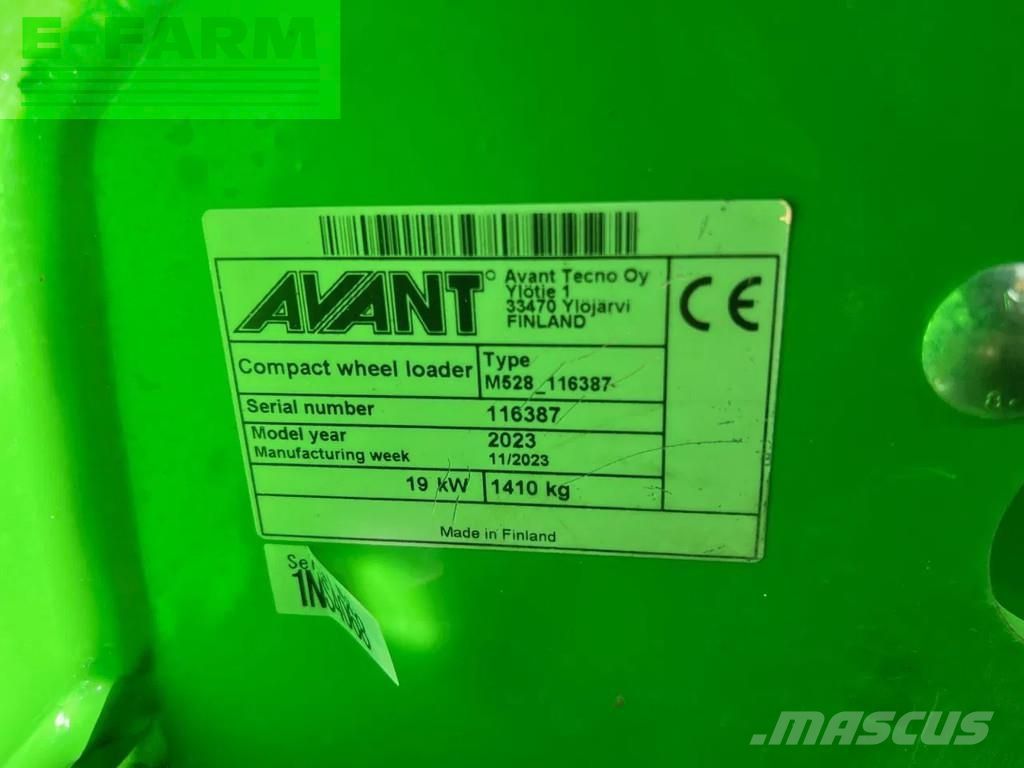 E-FARM
AVANT
Avant Tecno Oy
Ylötie 1
33470 Ylöjärvi
FINLAND
CE
Compact wheel loader
Type
M528_116387
Serial number
116387
Model year
2023
Manufacturing week
11/2023
19 kW
1410 kg
Made in Finland
MASCUS